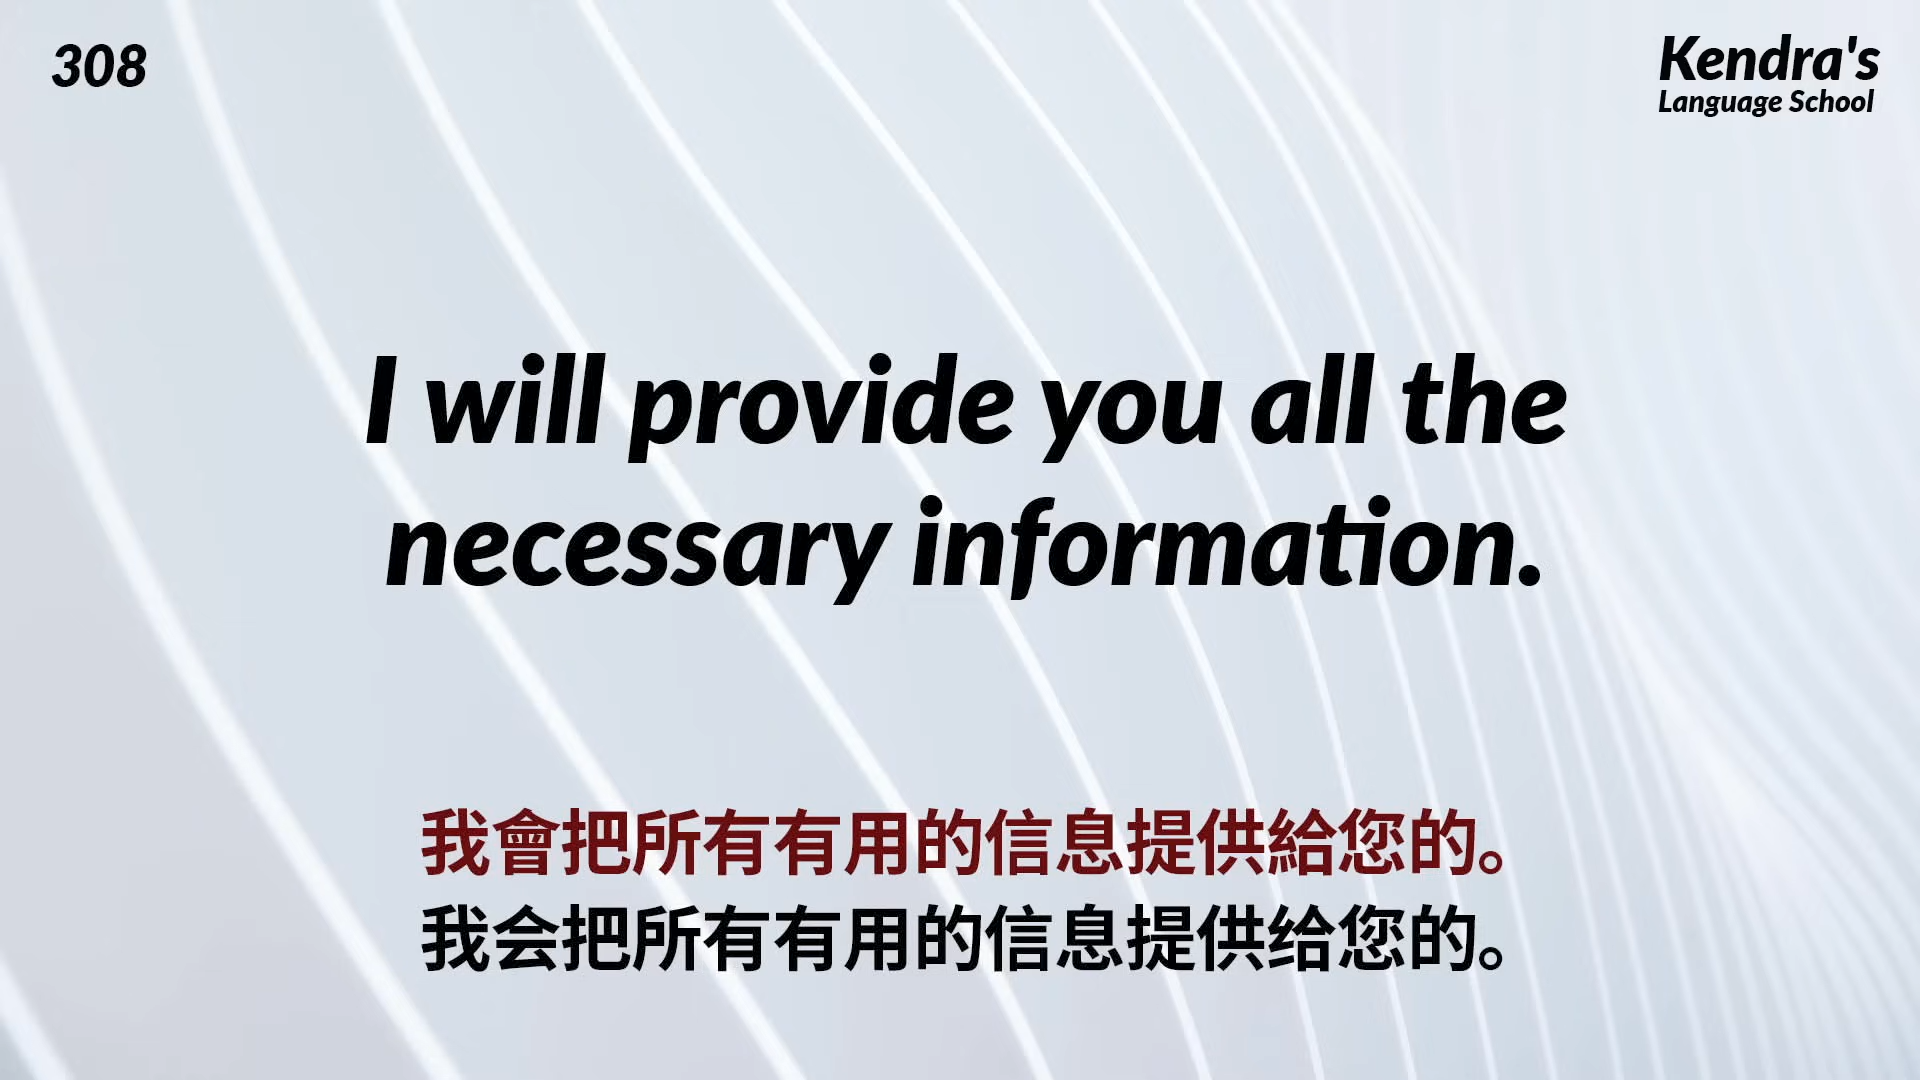 308
Kendra's
Language School
I will provide you all the
necessary information.
我會把所有有用的信息提供給您的。
我会把所有有用的信息提供给您的。